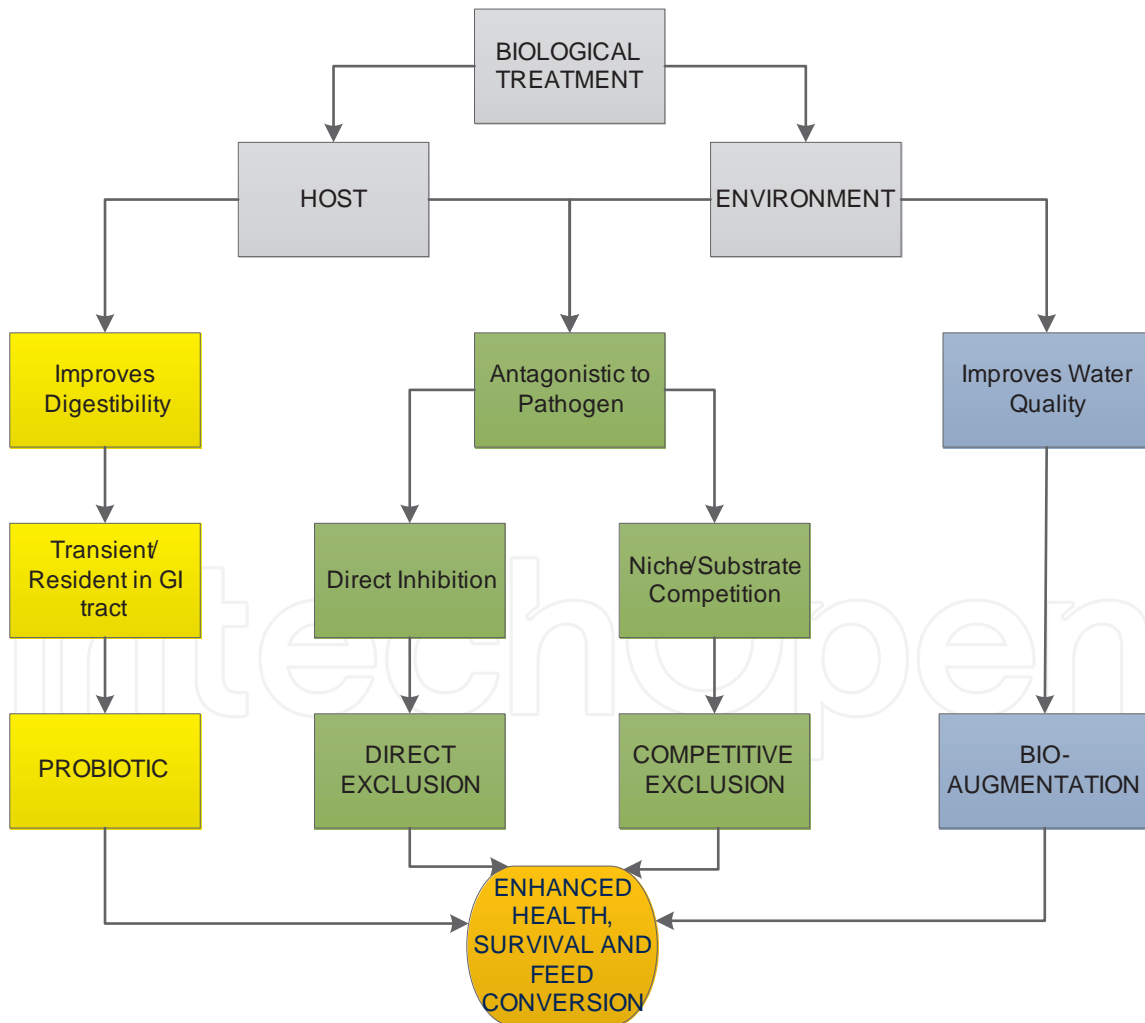 BIOLOGICAL
TREATMENT
HOST
ENVIRONMENT
Improves
Digestibility
Antagonistic to
Pathogen
Improves Water
Quality
Transient/
Resident in GI
tract
Direct Inhibition
Niche/Substrate
Competition
intechopen
PROBIOTIC
DIRECT
EXCLUSION
COMPETITIVE
EXCLUSION
BIO-
AUGMENTATION
ENHANCED
HEALTH,
SURVIVAL AND
FEED
CONVERSION